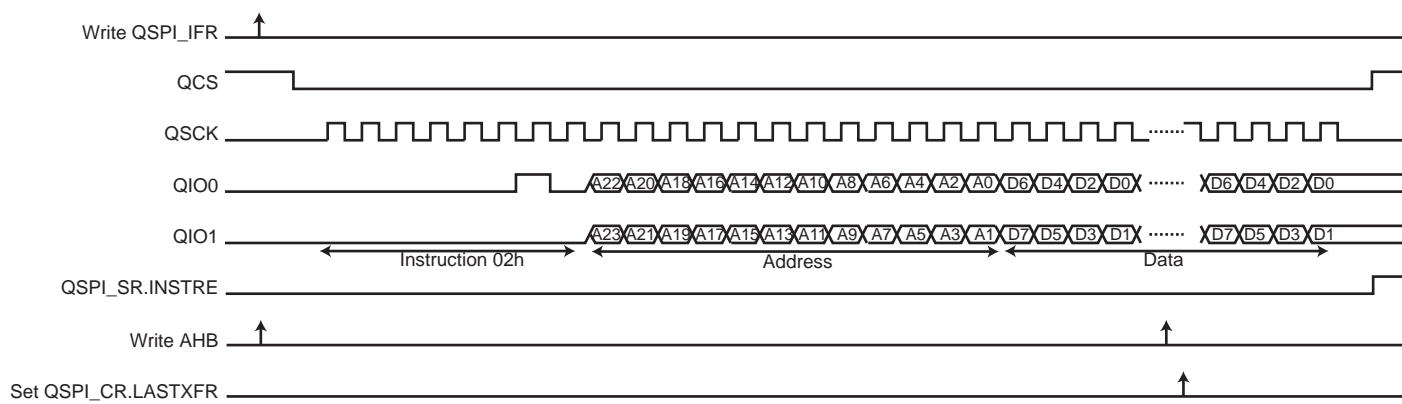 Write QSPI_IFR
QCS
QSCK
QIO0 A22 A20 A18 A16 A14 A12 A10 A8 A6 A4 A2 A0 D6 D4 D2 D0 D6 D4 D2 D0
QIO1 A23 A21 A19 A17 A15 A13 A11 A9 A7 A5 A3 A1 D7 D5 D3 D1 D7 D5 D3 D1
Instruction 02h Address Data
QSPI_SR.INSTRE
Write AHB
Set QSPI_CR.LASTXFR